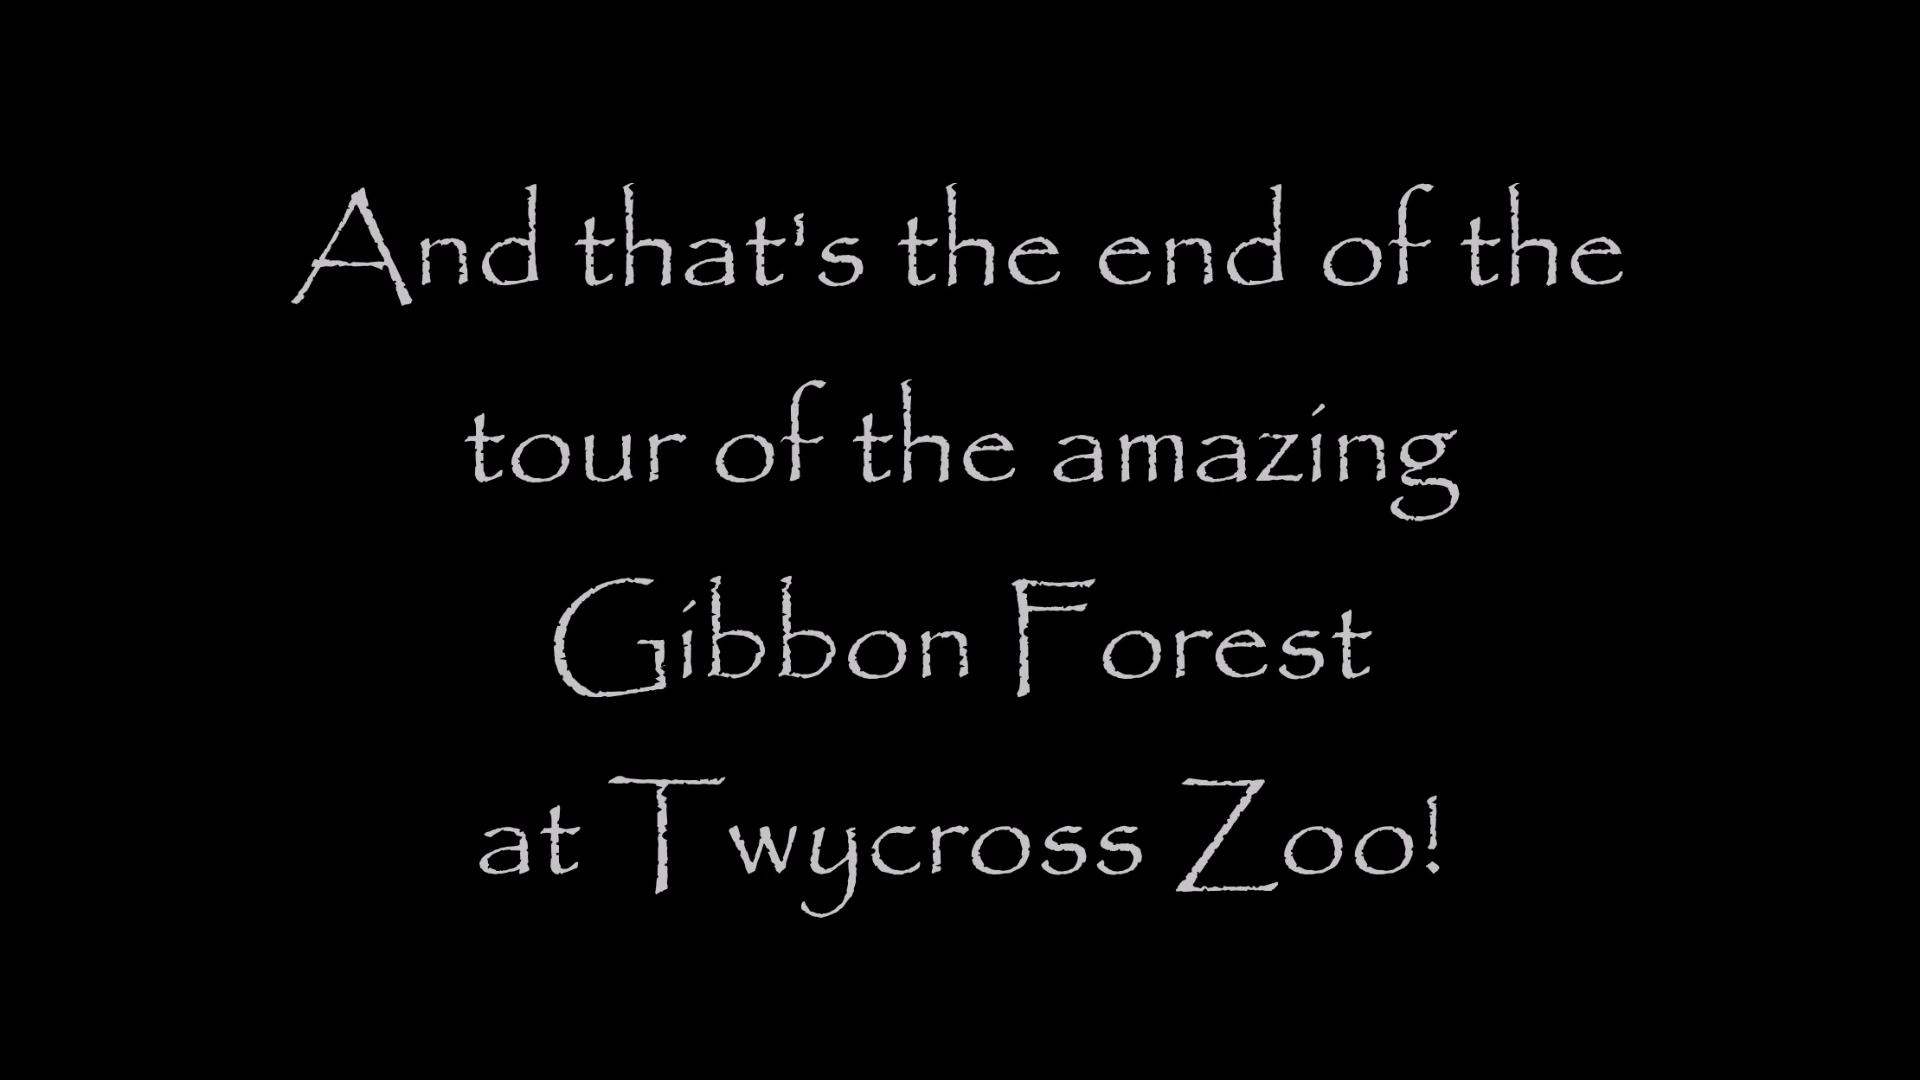 And that's the end of the
tour of the amazing
Gibbon Forest
at Twycross Zoo!